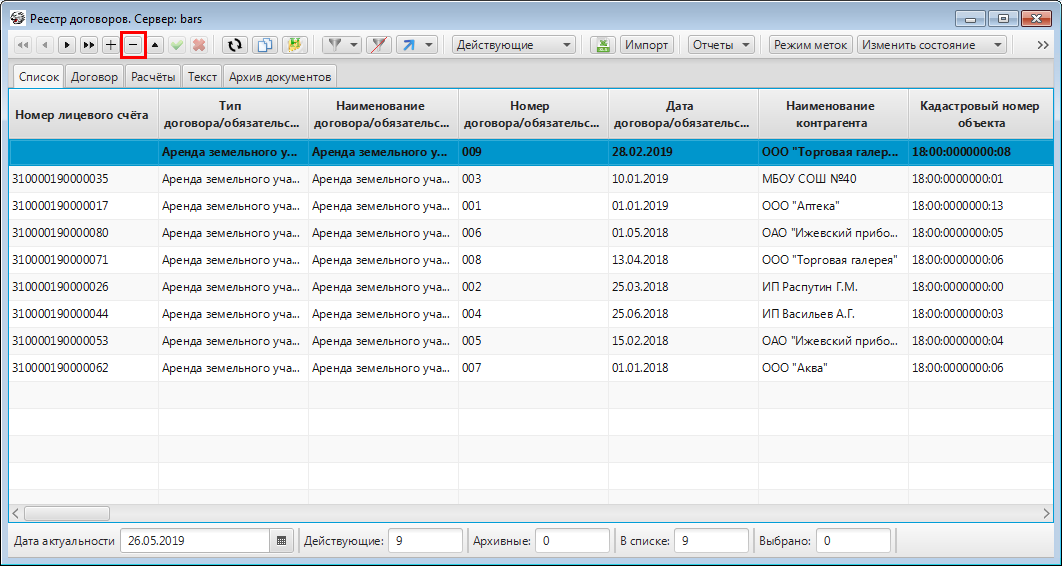 Реестр договоров. Сервер: bars
Действующие Импорт Отчеты Режим меток Изменить состояние
Список Договор Расчёты Текст Архив документов
Номер лицевого счёта Тип договора/обязательс... Наименование договора/обязательс... Номер договора/обязательс... Дата договора/обязательс... Наименование контрагента Кадастровый номер объекта
Аренда земельного у... Аренда земельного у... 009 28.02.2019 ООО "Торговая галер... 18:00:0000000:08
310000190000035 Аренда земельного уча... Аренда земельного уча... 003 10.01.2019 МБОУ СОШ №40 18:00:0000000:01
310000190000017 Аренда земельного уча... Аренда земельного уча... 001 01.01.2019 ООО "Аптека" 18:00:0000000:13
310000190000080 Аренда земельного уча... Аренда земельного уча... 006 01.05.2018 ОАО "Ижевский прибо... 18:00:0000000:05
310000190000071 Аренда земельного уча... Аренда земельного уча... 008 13.04.2018 ООО "Торговая галерея" 18:00:0000000:06
310000190000026 Аренда земельного уча... Аренда земельного уча... 002 25.03.2018 ИП Распутин Г.М. 18:00:0000000:00
310000190000044 Аренда земельного уча... Аренда земельного уча... 004 25.06.2018 ИП Васильев А.Г. 18:00:0000000:03
310000190000053 Аренда земельного уча... Аренда земельного уча... 005 15.02.2018 ОАО "Ижевский прибо... 18:00:0000000:04
310000190000062 Аренда земельного уча... Аренда земельного уча... 007 01.01.2018 ООО "Аква" 18:00:0000000:06
Дата актуальности 26.05.2019 Действующие: 9 Архивные: 0 В списке: 9 Выбрано: 0